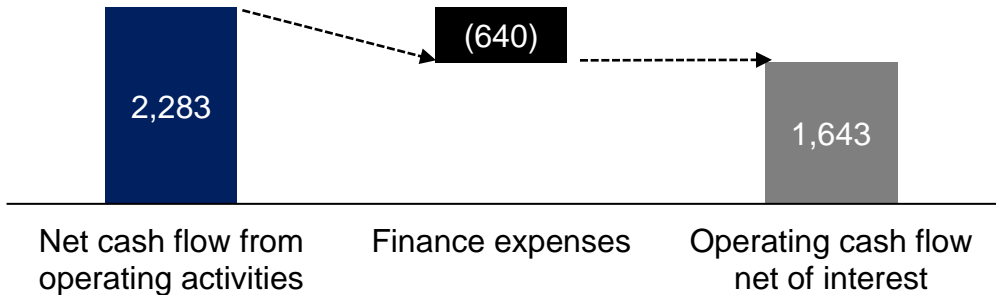 (640)
2,283
1,643
Net cash flow from
operating activities
Finance expenses
Operating cash flow
net of interest